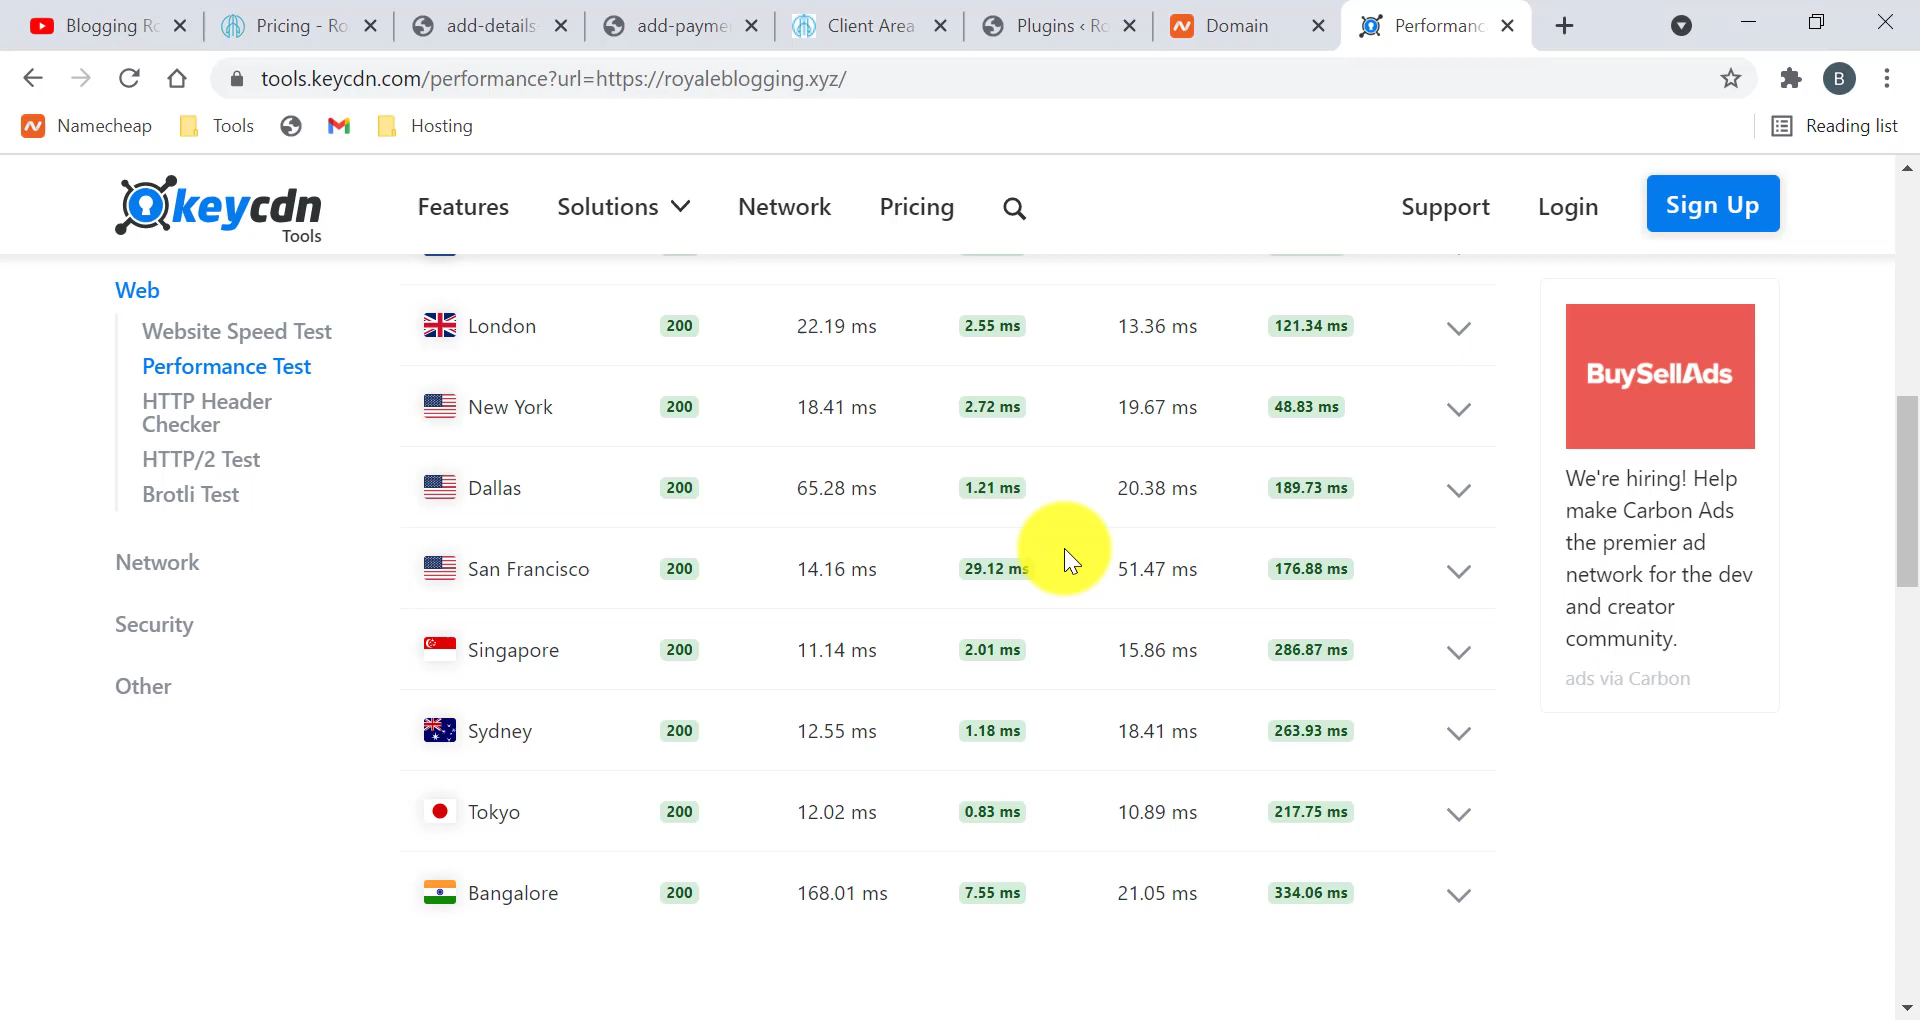 Blogging Ro
Pricing - Ro
add-details-
add-paymen
Client Area
Plugins ‹ Ro
Domain
Performanc
tools.keycdn.com/performance?url=https://royaleblogging.xyz/
B
Namecheap
Tools
Hosting
Reading list
keycdn
Tools
Features
Solutions
Network
Pricing
Support
Login
Sign Up
Web
Website Speed Test
Performance Test
HTTP Header
Checker
HTTP/2 Test
Brotli Test
Network
Security
Other
London 200 22.19 ms 2.55 ms 13.36 ms 121.34 ms
New York 200 18.41 ms 2.72 ms 19.67 ms 48.83 ms
Dallas 200 65.28 ms 1.21 ms 20.38 ms 189.73 ms
San Francisco 200 14.16 ms 29.12 ms 51.47 ms 176.88 ms
Singapore 200 11.14 ms 2.01 ms 15.86 ms 286.87 ms
Sydney 200 12.55 ms 1.18 ms 18.41 ms 263.93 ms
Tokyo 200 12.02 ms 0.83 ms 10.89 ms 217.75 ms
Bangalore 200 168.01 ms 7.55 ms 21.05 ms 334.06 ms
BuySellAds
We're hiring! Help
make Carbon Ads
the premier ad
network for the dev
and creator
community.
ads via Carbon